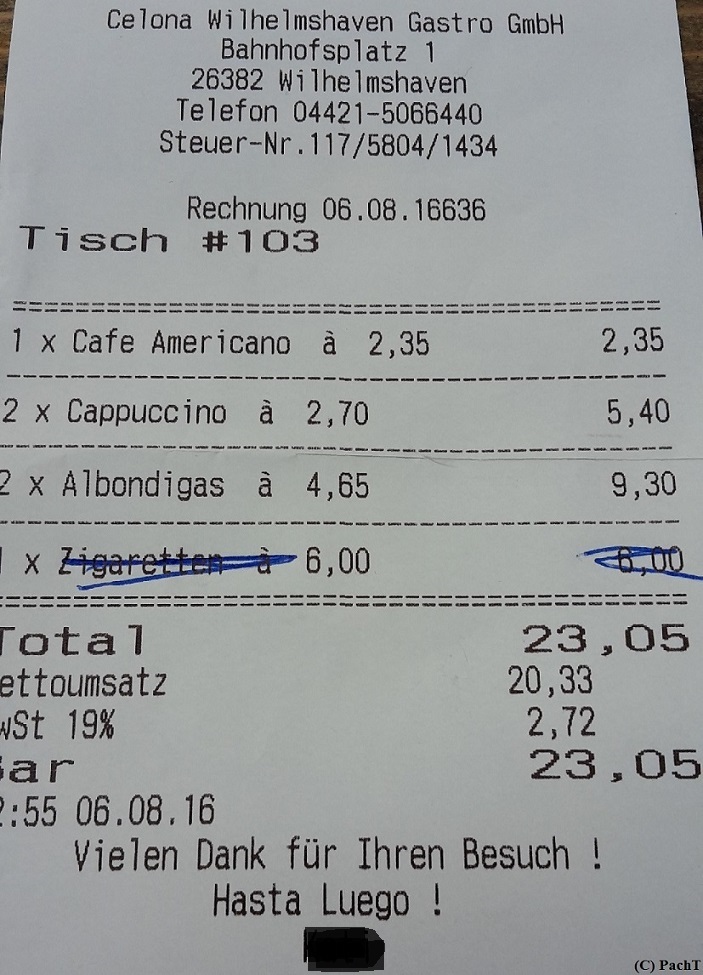 Celona Wilhelmshaven Gastro GmbH
Bahnhofsplatz 1
26382 Wilhelmshaven
Telefon 04421-5066440
Steuer-Nr.117/5804/1434
Rechnung 06.08.16636
Tisch #103
1 x Cafe Americano à 2,35 2,35
2 x Cappuccino à 2,70 5,40
2 x Albondigas à 4,65 9,30
1 x Zigaretten à 6,00 6,00
Total 23,05
ettoumsatz 20,33
wSt 19% 2,72
Bar 23,05
2:55 06.08.16
Vielen Dank für Ihren Besuch !
Hasta Luego !
(C) PachT